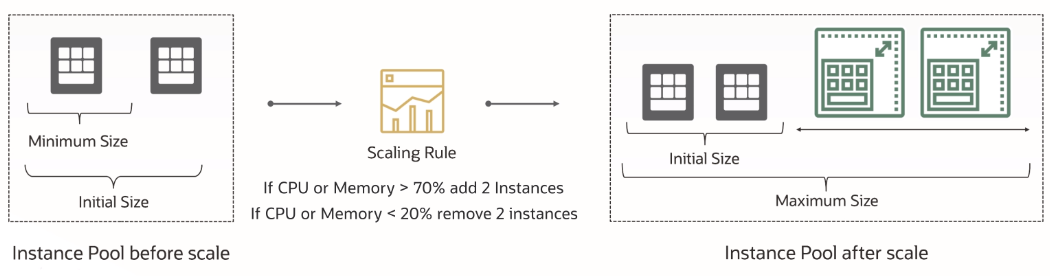 Minimum Size
Initial Size
Instance Pool before scale
Scaling Rule
If CPU or Memory > 70% add 2 Instances
If CPU or Memory < 20% remove 2 instances
Initial Size
Maximum Size
Instance Pool after scale